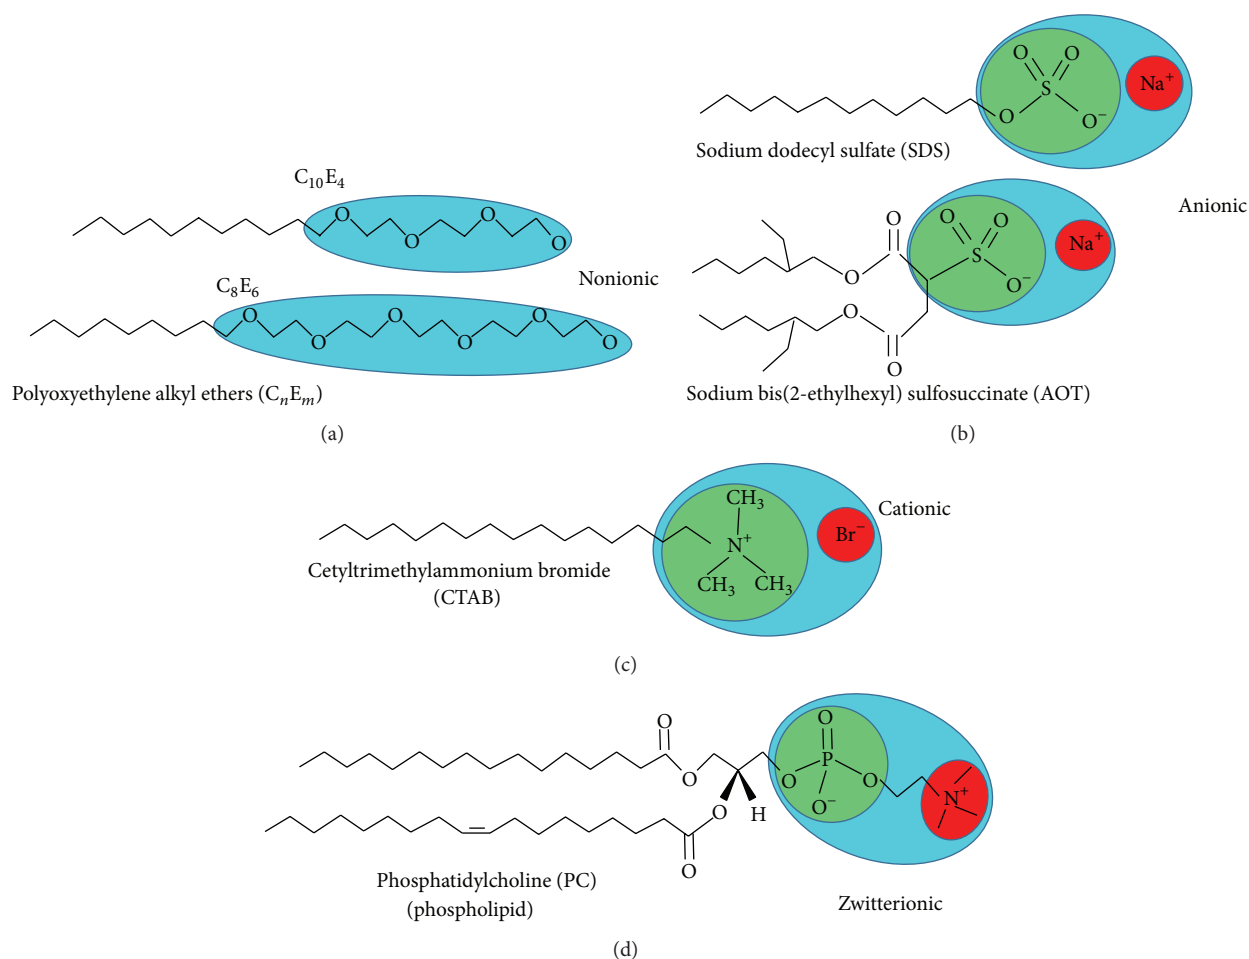 C10E4
O O O O
Nonionic
C8E6
O O O O O O
Polyoxyethylene alkyl ethers (CnEm)
(a)
O O
S
O O−
Na+
Sodium dodecyl sulfate (SDS)
Anionic
O O O
S
O O−
Na+
O
O
Sodium bis(2-ethylhexyl) sulfosuccinate (AOT)
(b)
CH3
N+
CH3 CH3
Br−
Cationic
Cetyltrimethylammonium bromide
(CTAB)
(c)
O O
P
O O O
N+
O−
O H
O
Phosphatidylcholine (PC)
(phospholipid)
Zwitterionic
(d)